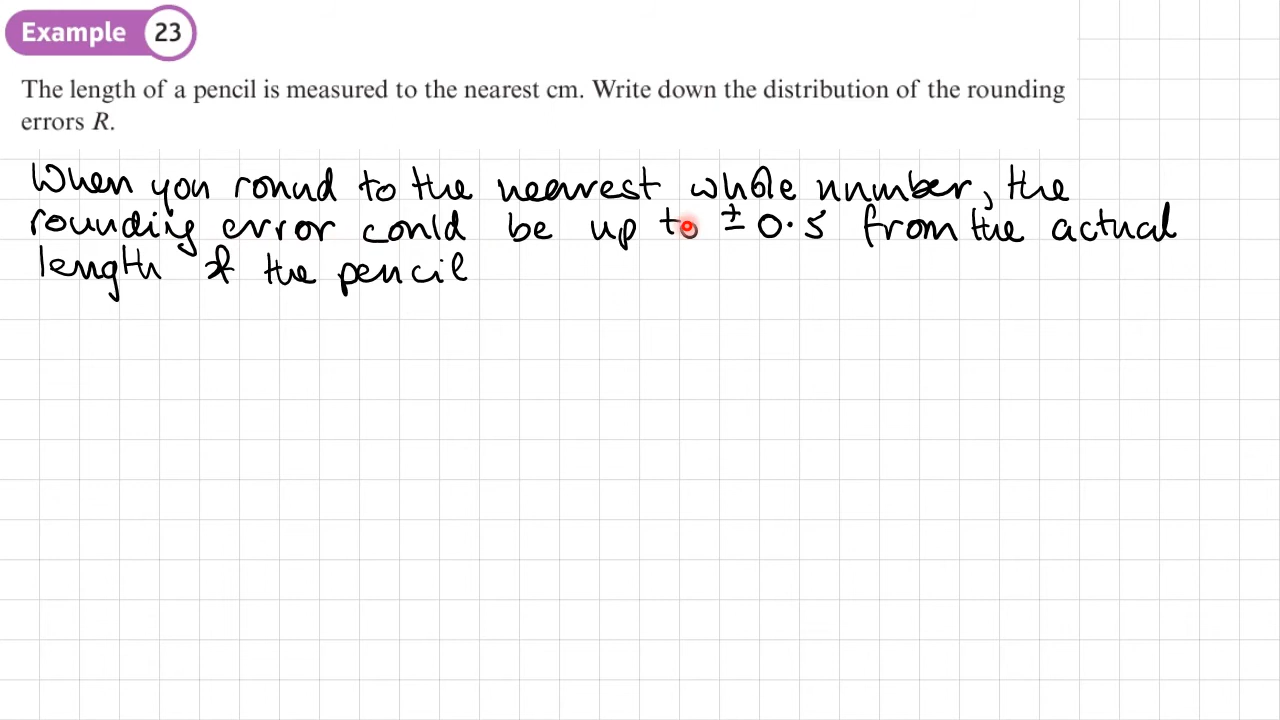 Example 23
The length of a pencil is measured to the nearest cm. Write down the distribution of the rounding
errors R.
When you round to the nearest whole number, the
rounding error could be up to ± 0.5 from the actual
length of the pencil